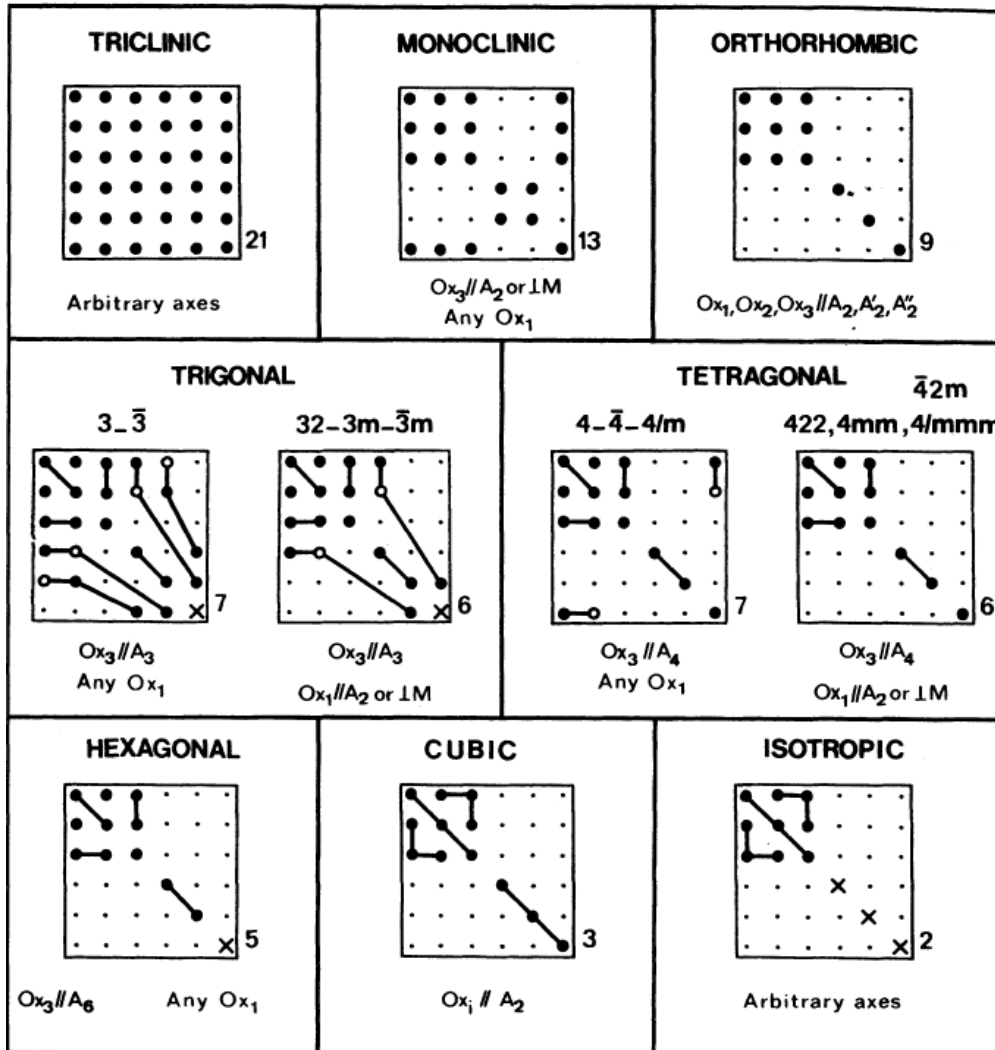 TRICLINIC
21
Arbitrary axes
MONOCLINIC
13
Ox₃//A₂ or ⊥M
Any Ox₁
ORTHORHOMBIC
9
Ox₁,Ox₂,Ox₃//A₂,A′₂,A″₂
TRIGONAL
3_3̄
7
Ox₃//A₃
Any Ox₁
32-3m-3̄m
6
Ox₃//A₃
Ox₁//A₂ or ⊥M
TETRAGONAL
4-4̄-4/m
7
Ox₃//A₄
Any Ox₁
4̄2m
422,4mm,4/mmm
6
Ox₃//A₄
Ox₁//A₂ or ⊥M
HEXAGONAL
5
Ox₃//A₆ Any Ox₁
CUBIC
3
Oxᵢ // A₂
ISOTROPIC
2
Arbitrary axes